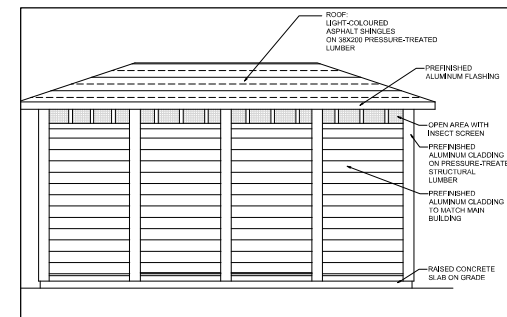 ROOF:
LIGHT-COLOURED
ASPHALT SHINGLES
ON 38X200 PRESSURE-TREATED
LUMBER
PREFINISHED
ALUMINUM FLASHING
OPEN AREA WITH
INSECT SCREEN
PREFINISHED
ALUMINUM CLADDING
ON PRESSURE-TREATE
STRUCTURAL
LUMBER
PREFINISHED
ALUMINUM CLADDING
TO MATCH MAIN
BUILDING
RAISED CONCRETE
SLAB ON GRADE